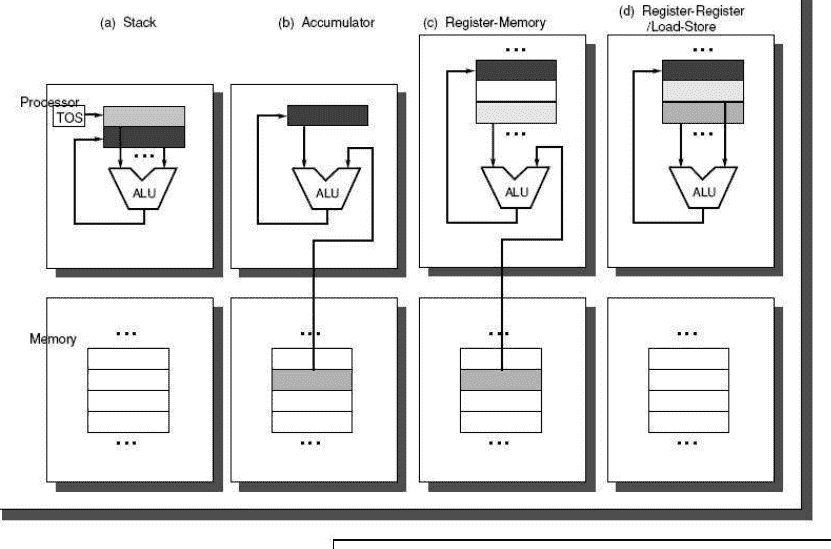 (a) Stack
(b) Accumulator
(c) Register-Memory
(d) Register-Register
/Load-Store
Processor
TOS
...
...
...
...
ALU
ALU
ALU
ALU
Memory
...
...
...
...
...
...
...
...